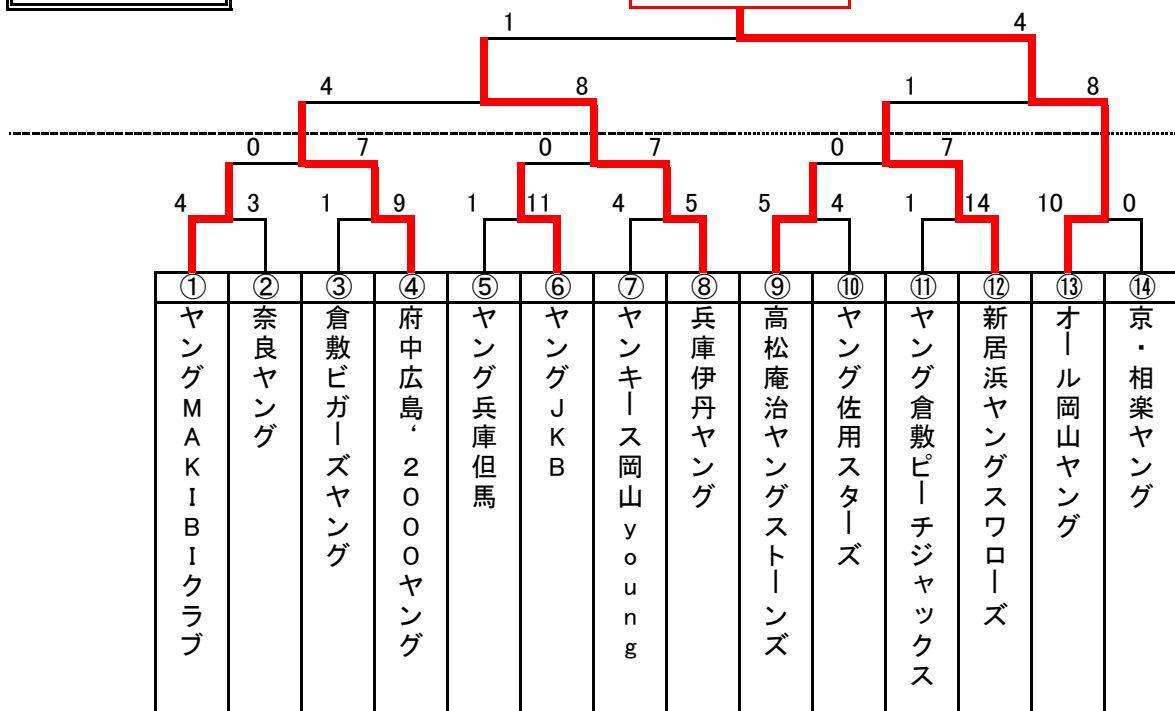 1 4
4 8 1 8
0 7 0 7 0 7
4 3 1 9 1 11 4 5 5 4 1 14 10 0
① ② ③ ④ ⑤ ⑥ ⑦ ⑧ ⑨ ⑩ ⑪ ⑫ ⑬ ⑭
ヤングMAKIBIクラブ
奈良ヤング
倉敷ビガーズヤング
府中広島‘2000ヤング
ヤング兵庫但馬
ヤングJKB
ヤンキース岡山young
兵庫伊丹ヤング
高松庵治ヤングストーンズ
ヤング佐用スターズ
ヤング倉敷ピーチジャックス
新居浜ヤングスワローズ
オール岡山ヤング
京・相楽ヤング